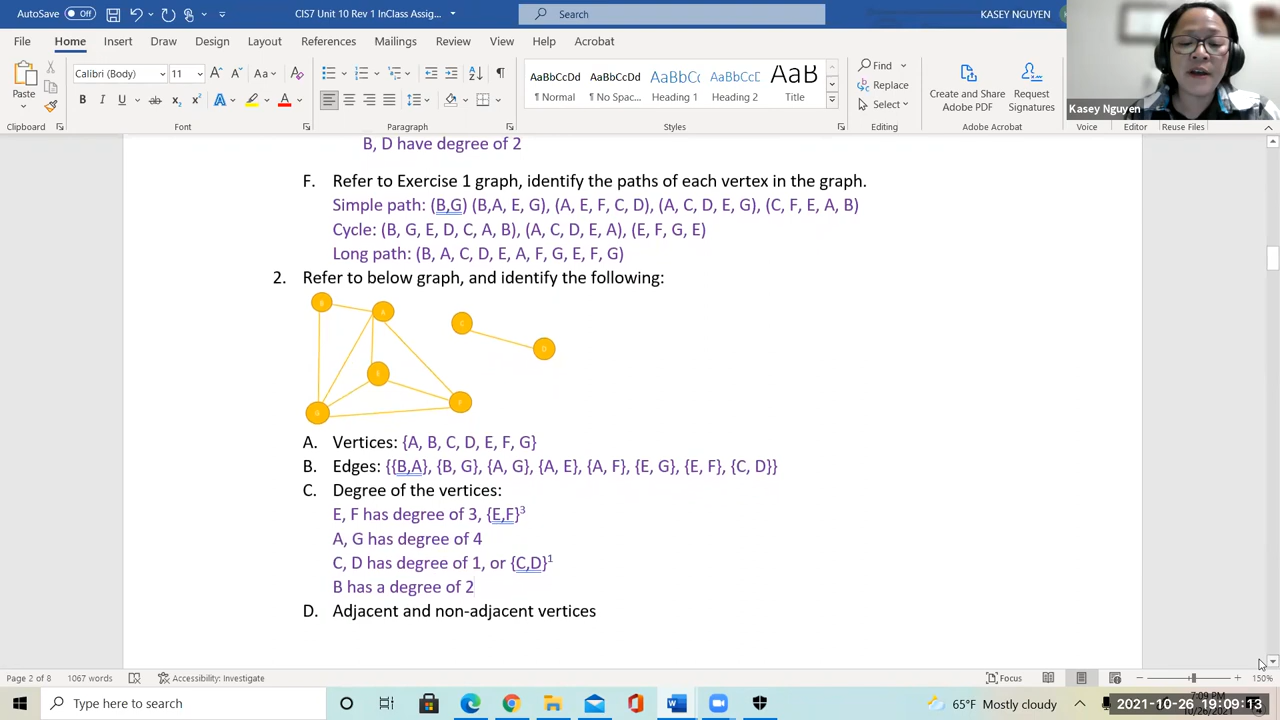 AutoSave Off CIS7 Week 1 InClass Assig... Search KASEY NGUYEN
File Home Insert Draw Design Layout References Mailings Review View Help Acrobat
Calibri (Body) 11 Find
AaBbCcDd AaBbCcDd AaBbC( AaBbCcD AaB
Replace
Paste Normal No Spac... Heading 1 Heading 2 Title Select Create and Share Adobe PDF Request Signatures
Kasey Nguyen
Clipboard Font Paragraph Styles Editing Adobe Acrobat Voice Editor Reuse Files
B, D have degree of 2
F. Refer to Exercise 1 graph, identify the paths of each vertex in the graph.
Simple path: (B,G) (B,A, E, G), (A, E, F, C, D), (A, C, D, E, G), (C, F, E, A, B)
Cycle: (B, G, E, D, C, A, B), (A, C, D, E, A), (E, F, G, E)
Long path: (B, A, C, D, E, A, F, G, E, F, G)
2. Refer to below graph, and identify the following:
B
A
C
D
E
F
G
A. Vertices: {A, B, C, D, E, F, G}
B. Edges: {{B,A}, {B, G}, {A, G}, {A, E}, {A, F}, {E, G}, {E, F}, {C, D}}
C. Degree of the vertices:
E, F has degree of 3, {E,F}³
A, G has degree of 4
C, D has degree of 1, or {C,D}¹
B has a degree of 2
D. Adjacent and non-adjacent vertices
Page 2 of 8 1067 words Accessibility: Investigate Focus 150%
Type here to search 65°F Mostly cloudy 2021-10-26 19:09:13